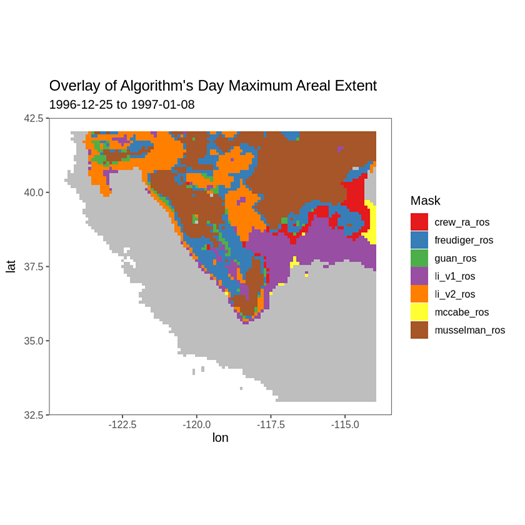 Overlay of Algorithm's Day Maximum Areal Extent
1996-12-25 to 1997-01-08
42.5
40.0
37.5
35.0
32.5
lat
-122.5
-120.0
-117.5
-115.0
lon
Mask
crew_ra_ros
freudiger_ros
guan_ros
li_v1_ros
li_v2_ros
mccabe_ros
musselman_ros